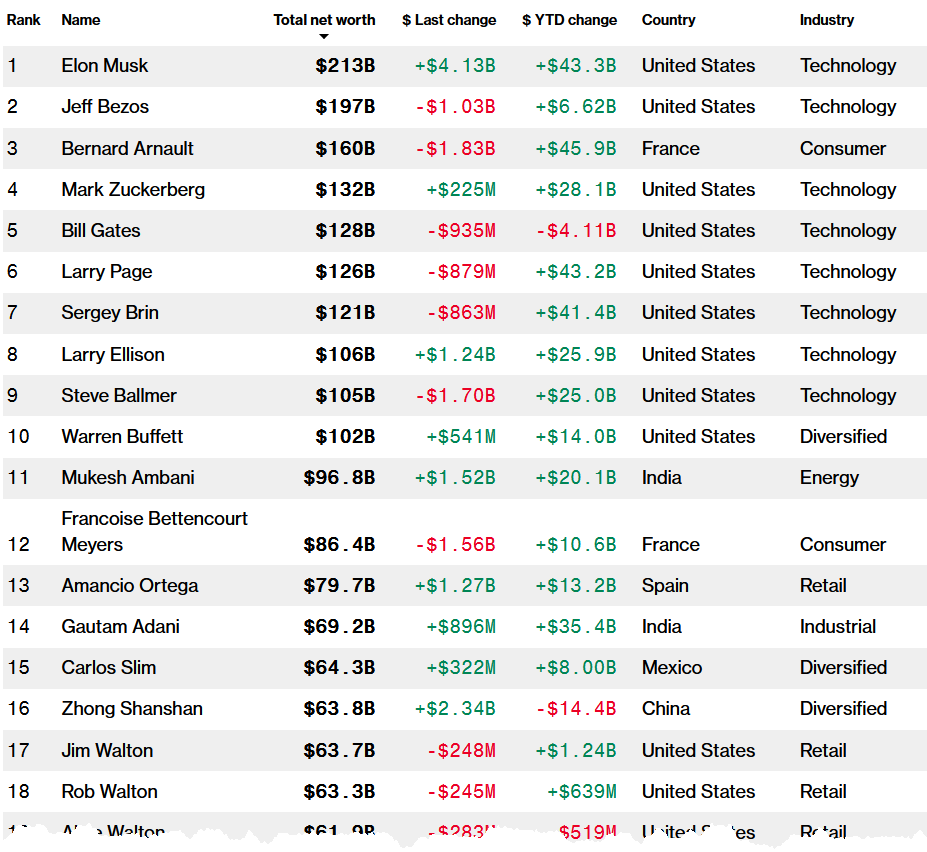 Rank Name Total net worth $ Last change $ YTD change Country Industry
1 Elon Musk $213B +$4.13B +$43.3B United States Technology
2 Jeff Bezos $197B -$1.03B +$6.62B United States Technology
3 Bernard Arnault $160B -$1.83B +$45.9B France Consumer
4 Mark Zuckerberg $132B +$225M +$28.1B United States Technology
5 Bill Gates $128B -$935M -$4.11B United States Technology
6 Larry Page $126B -$879M +$43.2B United States Technology
7 Sergey Brin $121B -$863M +$41.4B United States Technology
8 Larry Ellison $106B +$1.24B +$25.9B United States Technology
9 Steve Ballmer $105B -$1.70B +$25.0B United States Technology
10 Warren Buffett $102B +$541M +$14.0B United States Diversified
11 Mukesh Ambani $96.8B +$1.52B +$20.1B India Energy
Francoise Bettencourt
12 Meyers $86.4B -$1.56B +$10.6B France Consumer
13 Amancio Ortega $79.7B +$1.27B +$13.2B Spain Retail
14 Gautam Adani $69.2B +$896M +$35.4B India Industrial
15 Carlos Slim $64.3B +$322M +$8.00B Mexico Diversified
16 Zhong Shanshan $63.8B +$2.34B -$14.4B China Diversified
17 Jim Walton $63.7B -$248M +$1.24B United States Retail
18 Rob Walton $63.3B -$245M +$639M United States Retail
Walton $61.9B $519M United Retail